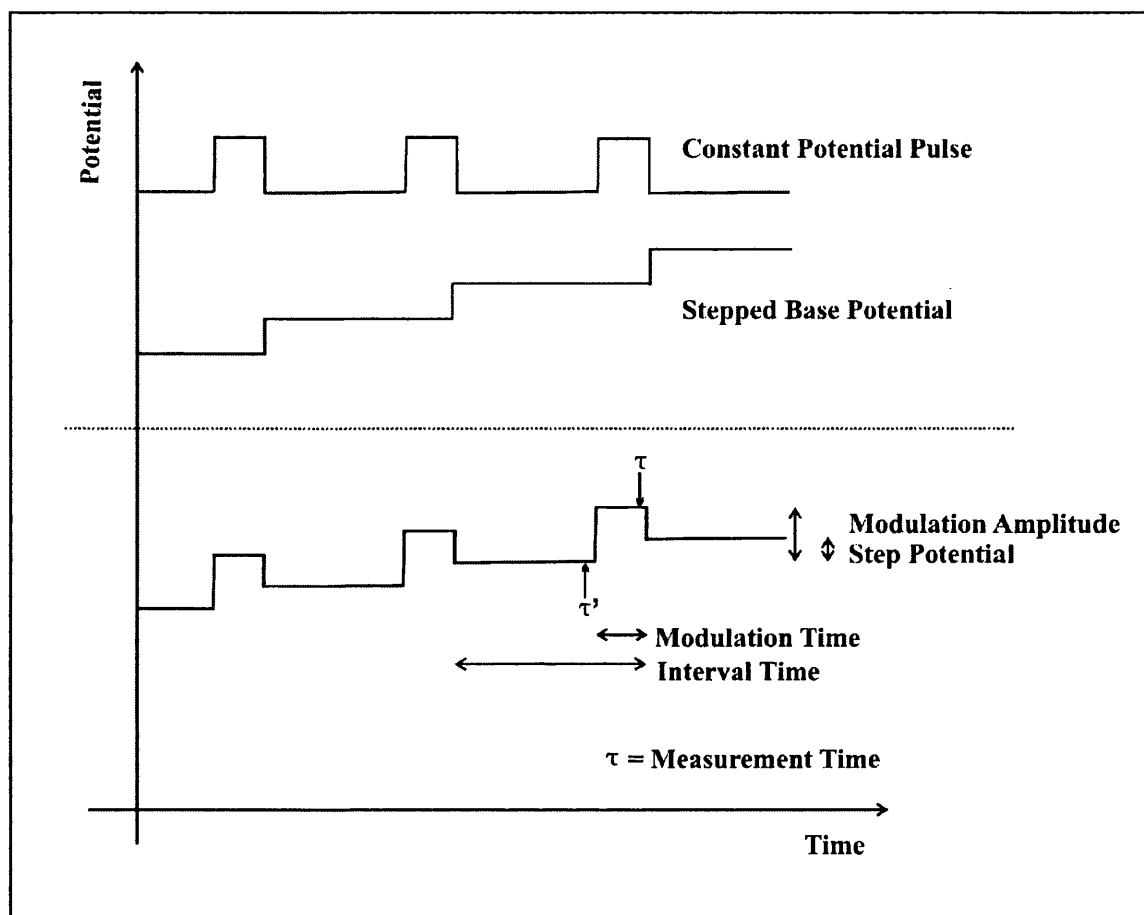 Potential
Constant Potential Pulse
Stepped Base Potential
τ
Modulation Amplitude
Step Potential
τ’
Modulation Time
Interval Time
τ = Measurement Time
Time